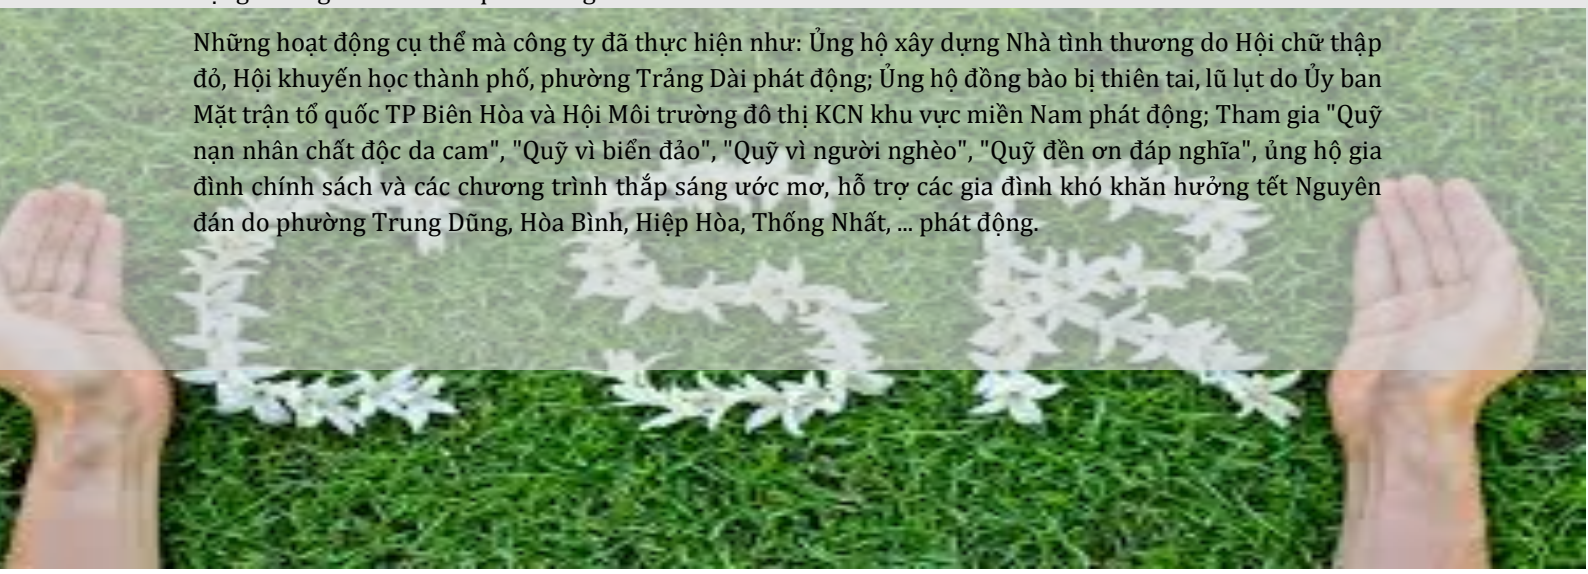 Những hoạt động cụ thể mà công ty đã thực hiện như: Ủng hộ xây dựng Nhà tình thương do Hội chữ thập
đỏ, Hội khuyến học thành phố, phường Trảng Dài phát động; Ủng hộ đồng bào bị thiên tai, lũ lụt do Ủy ban
Mặt trận tổ quốc TP Biên Hòa và Hội Môi trường đô thị KCN khu vực miền Nam phát động; Tham gia "Quỹ
nạn nhân chất độc da cam", "Quỹ vì biển đảo", "Quỹ vì người nghèo", "Quỹ đền ơn đáp nghĩa", ủng hộ gia
đình chính sách và các chương trình thắp sáng ước mơ, hỗ trợ các gia đình khó khăn hưởng tết Nguyên
đán do phường Trung Dũng, Hòa Bình, Hiệp Hòa, Thống Nhất, ... phát động.
CSR